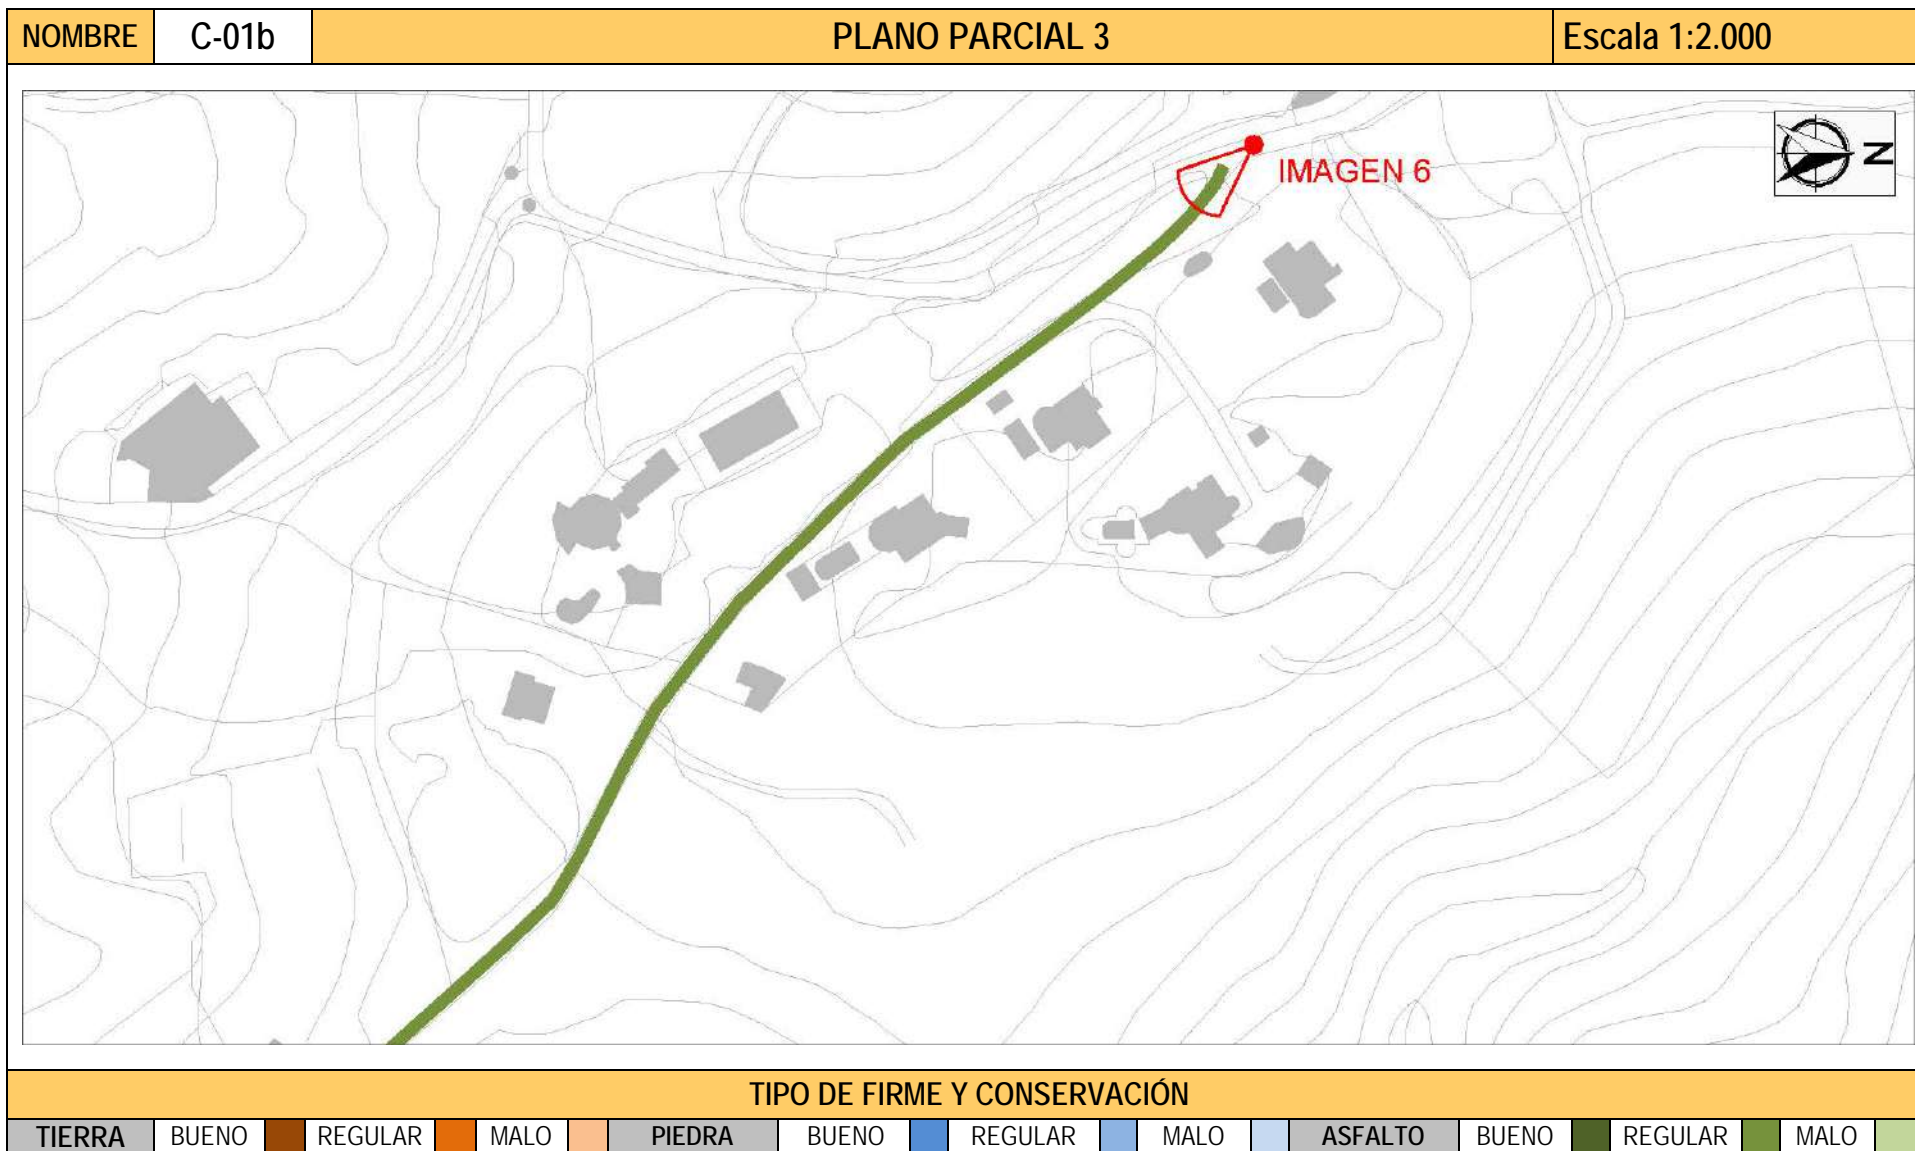 NOMBRE C-01b PLANO PARCIAL 3 Escala 1:2.000
IMAGEN 6
N
TIPO DE FIRME Y CONSERVACIÓN
TIERRA BUENO REGULAR MALO PIEDRA BUENO REGULAR MALO ASFALTO BUENO REGULAR MALO